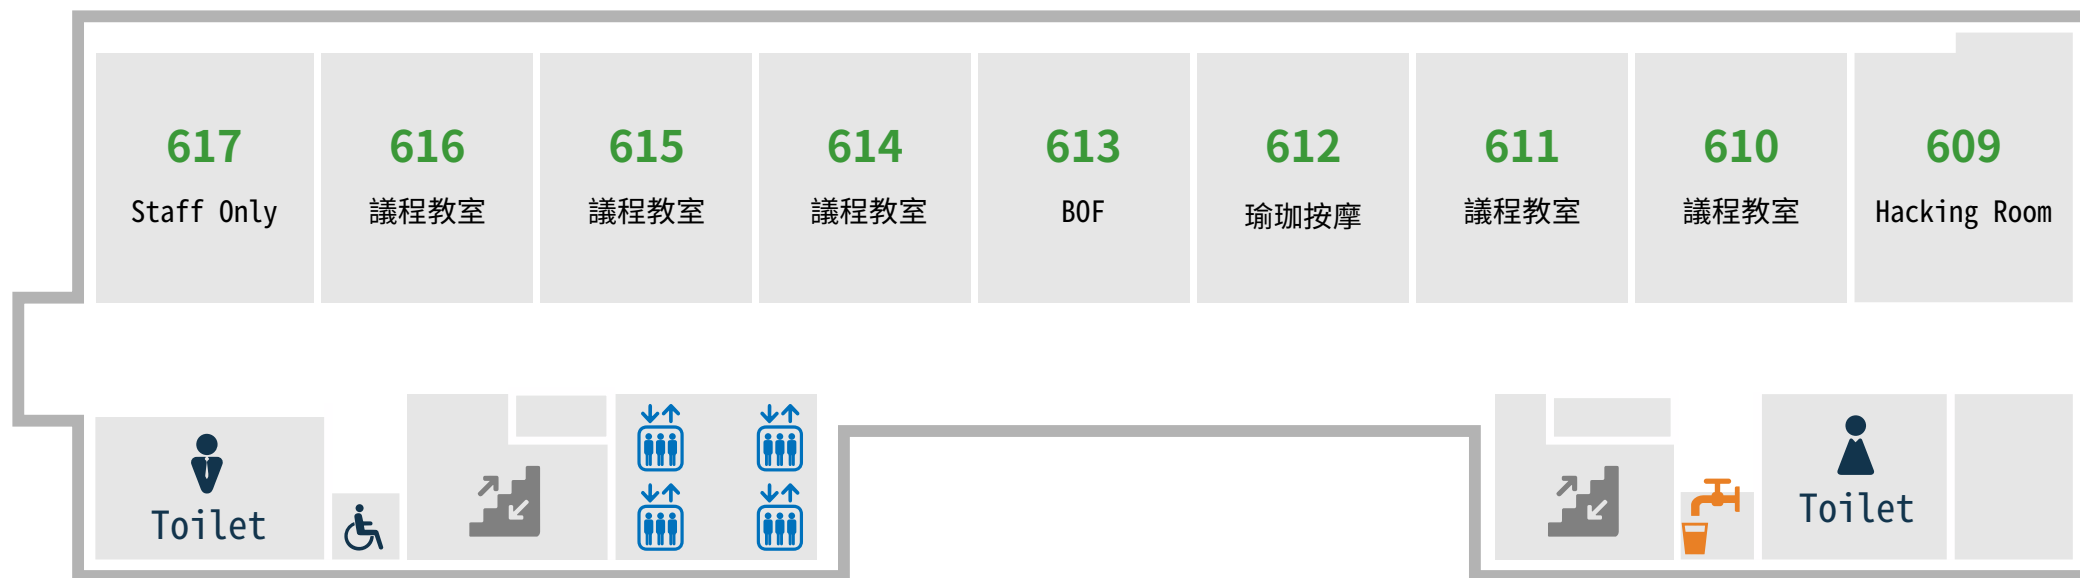 617
Staff Only
616
議程教室
615
議程教室
614
議程教室
613
BOF
612
瑜珈按摩
611
議程教室
610
議程教室
609
Hacking Room
Toilet
Toilet